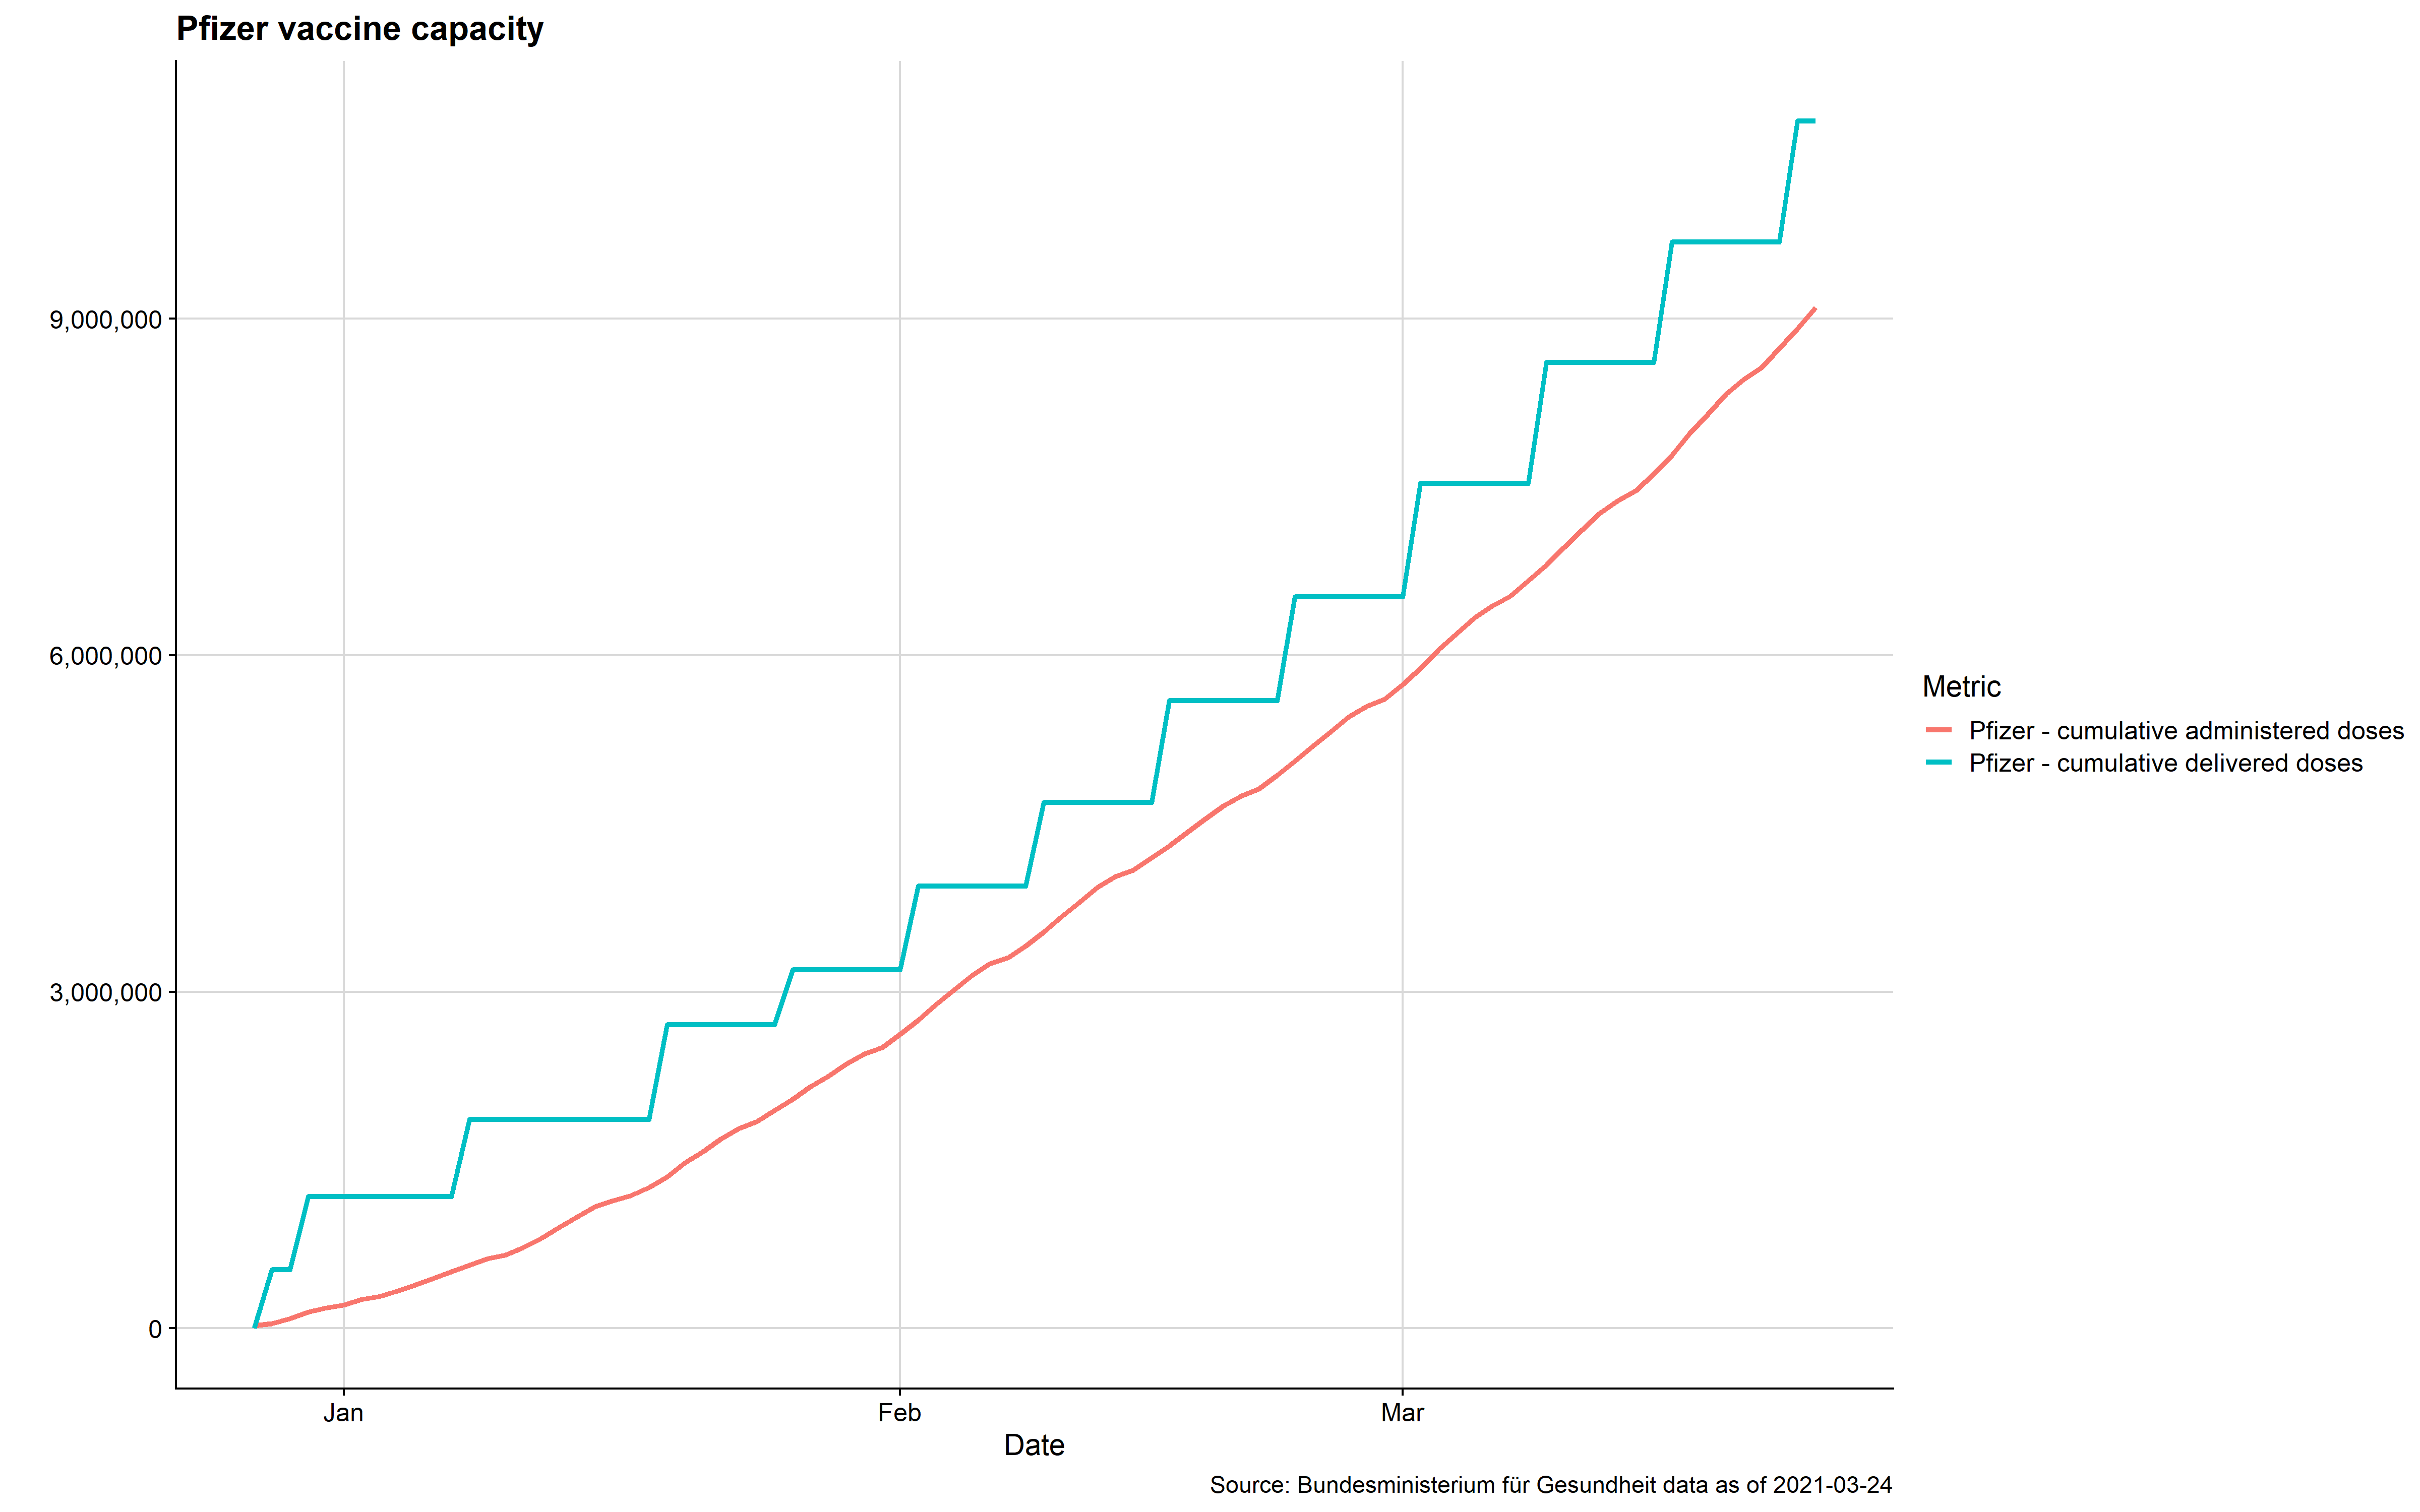 Pfizer vaccine capacity
9,000,000
6,000,000
3,000,000
0
Jan
Feb
Mar
Date
Metric
Pfizer - cumulative administered doses
Pfizer - cumulative delivered doses
Source: Bundesministerium für Gesundheit data as of 2021-03-24